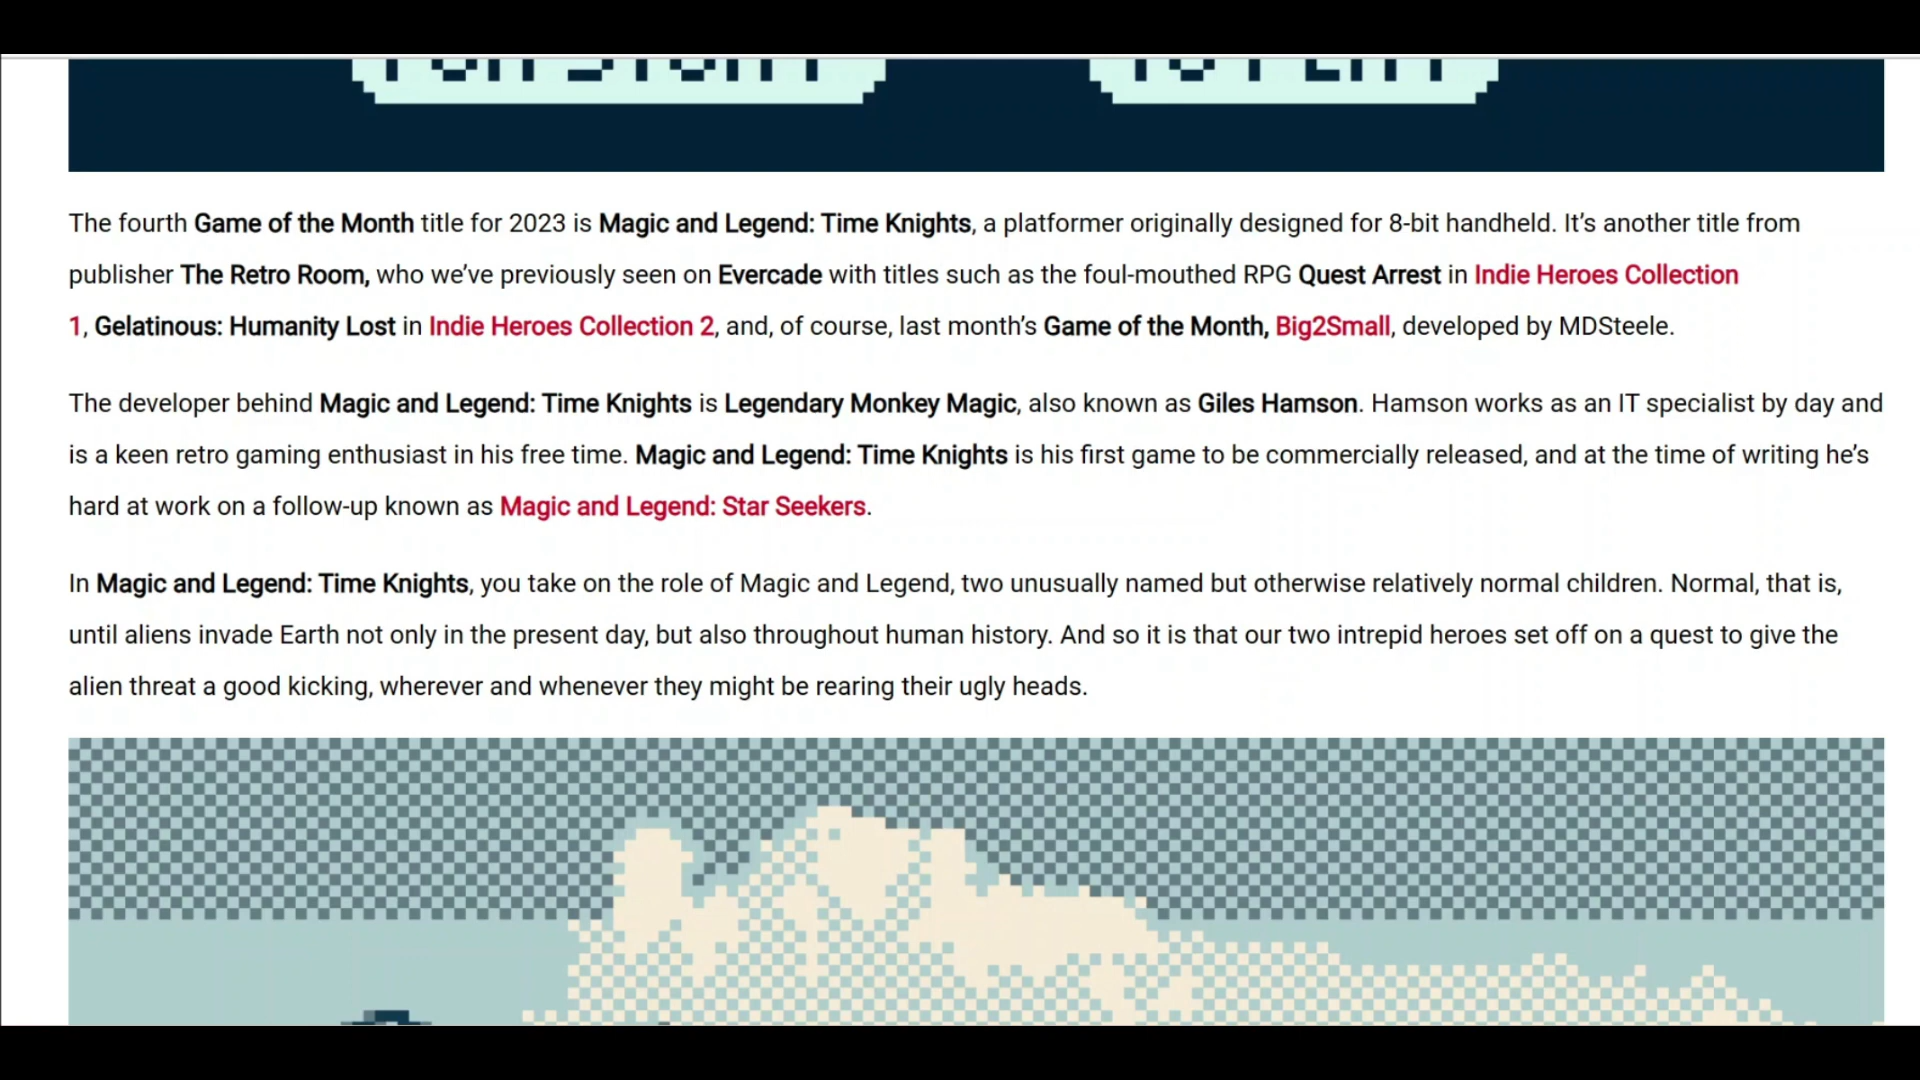 The fourth Game of the Month title for 2023 is Magic and Legend: Time Knights, a platformer originally designed for 8-bit handheld. It’s another title from
publisher The Retro Room, who we’ve previously seen on Evercade with titles such as the foul-mouthed RPG Quest Arrest in Indie Heroes Collection
1, Gelatinous: Humanity Lost in Indie Heroes Collection 2, and, of course, last month’s Game of the Month, Big2Small, developed by MDSteele.
The developer behind Magic and Legend: Time Knights is Legendary Monkey Magic, also known as Giles Hamson. Hamson works as an IT specialist by day and
is a keen retro gaming enthusiast in his free time. Magic and Legend: Time Knights is his first game to be commercially released, and at the time of writing he’s
hard at work on a follow-up known as Magic and Legend: Star Seekers.
In Magic and Legend: Time Knights, you take on the role of Magic and Legend, two unusually named but otherwise relatively normal children. Normal, that is,
until aliens invade Earth not only in the present day, but also throughout human history. And so it is that our two intrepid heroes set off on a quest to give the
alien threat a good kicking, wherever and whenever they might be rearing their ugly heads.